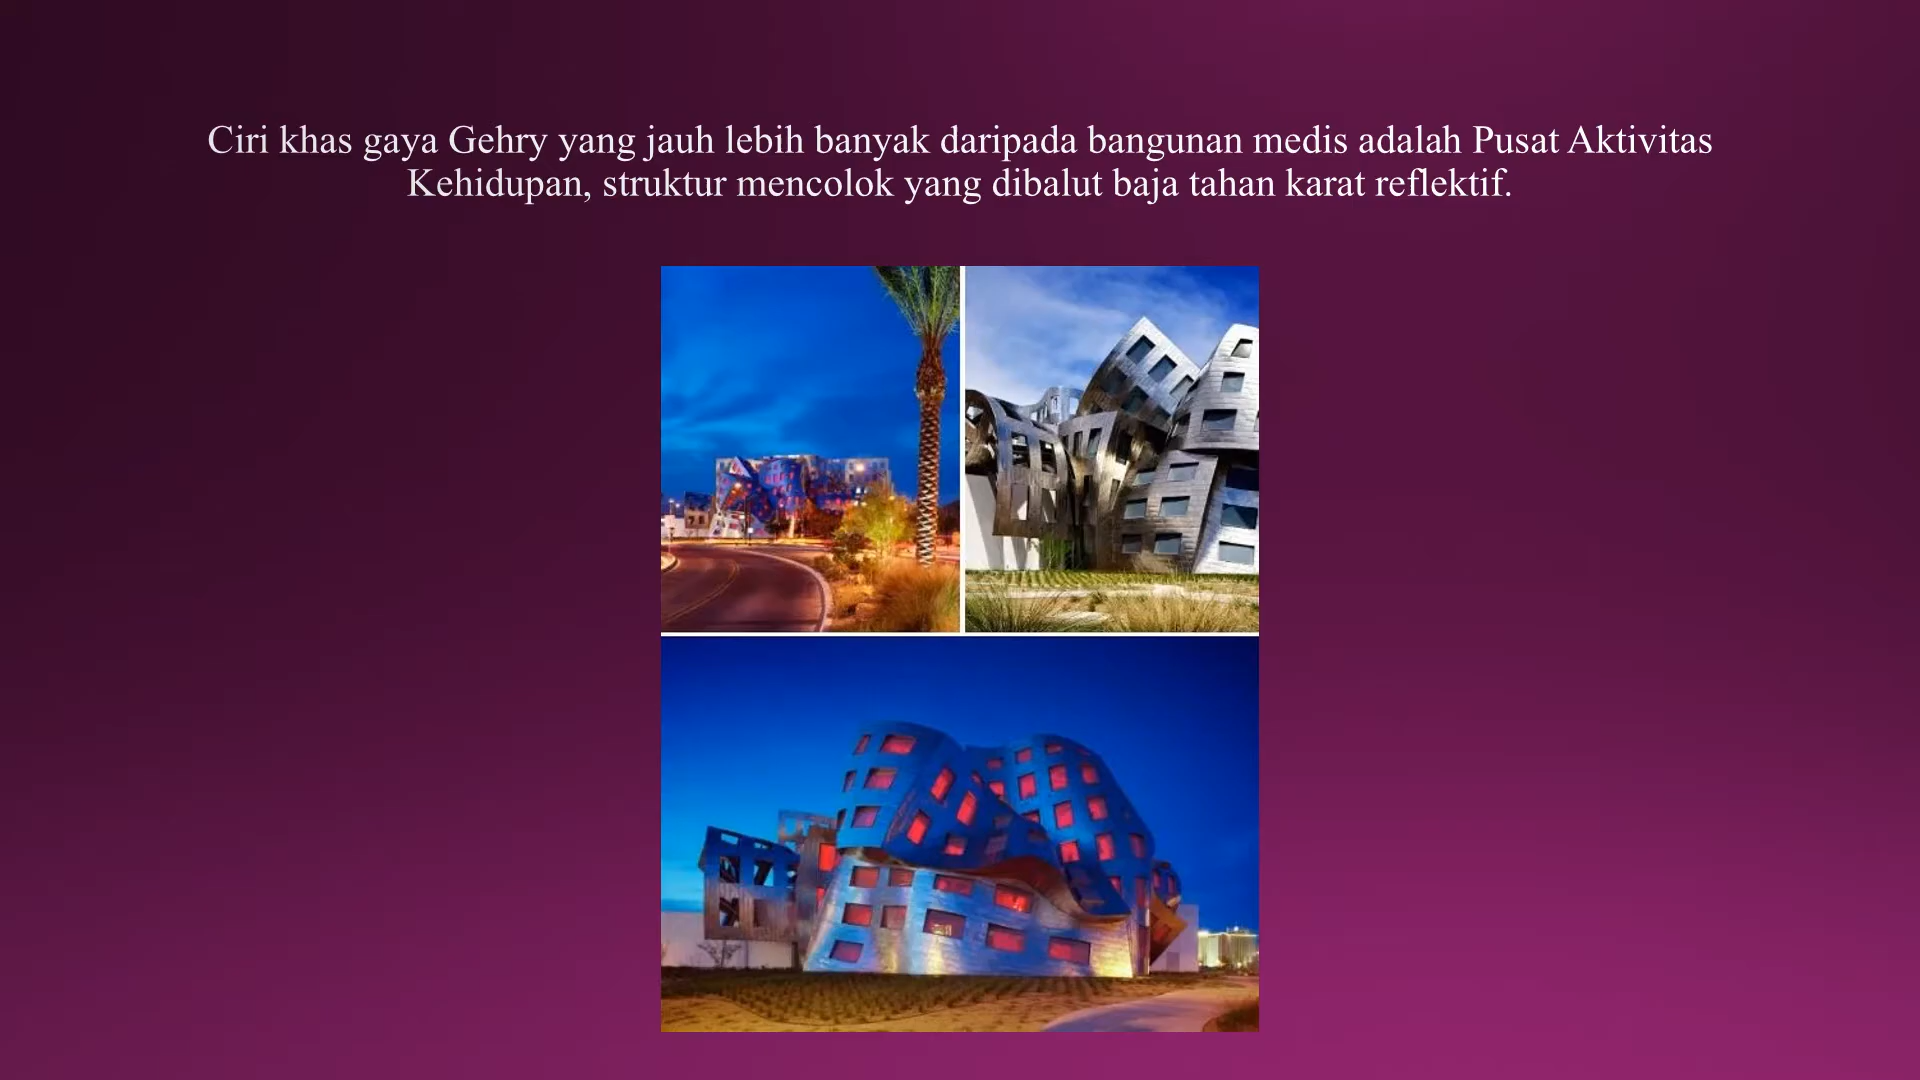 Ciri khas gaya Gehry yang jauh lebih banyak daripada bangunan medis adalah Pusat Aktivitas
Kehidupan, struktur mencolok yang dibalut baja tahan karat reflektif.